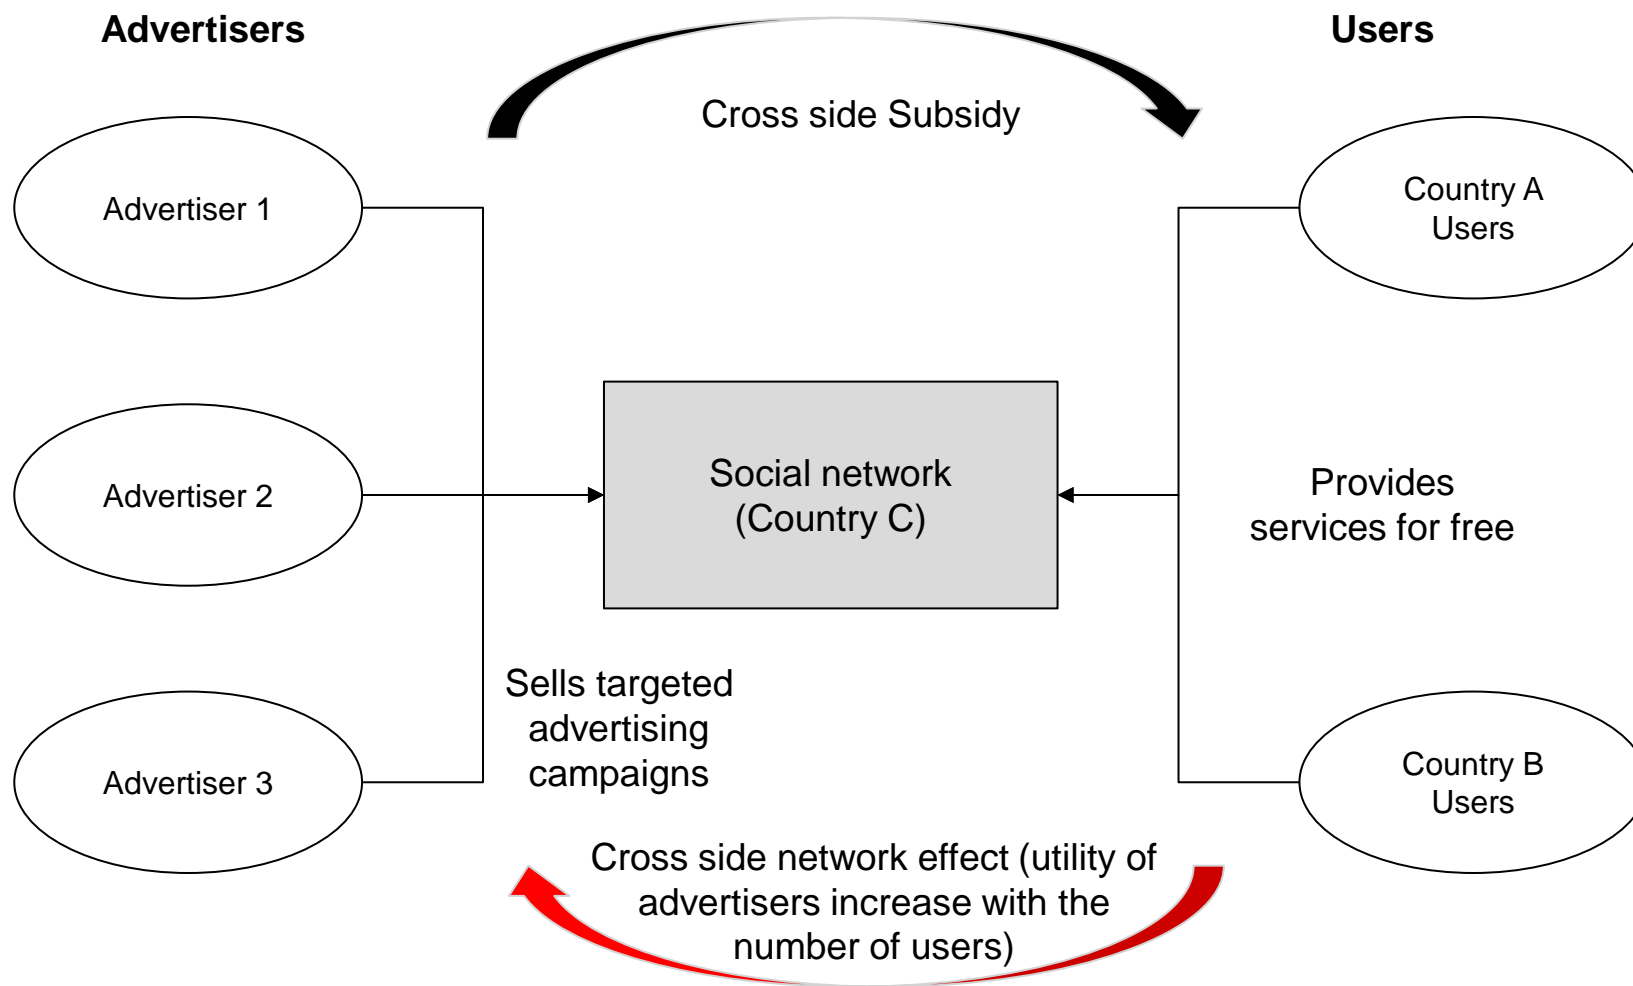 Advertisers
Users
Cross side Subsidy
Advertiser 1
Country A
Users
Advertiser 2
Social network
(Country C)
Provides
services for free
Sells targeted
advertising
campaigns
Advertiser 3
Country B
Users
Cross side network effect (utility of
advertisers increase with the
number of users)